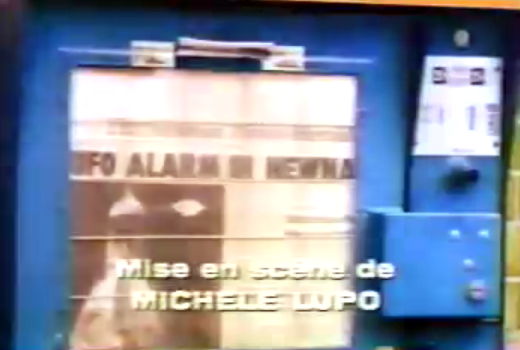 UFO ALARM IN NEWNA
Mise en scène de
MICHELE LUPO